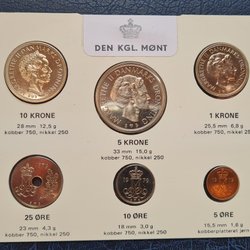 DEN KGL. MØNT
10 KRONE
28 mm 12,5 g
kobber 750, nikkel 250
5 KRONE
33 mm 15,0 g
kobber 750, nikkel 250
1 KRONE
25,5 mm 6,8 g
kobber 750, nikkel 250
25 ØRE
23 mm 4,3 g
kobber 750, nikkel 250
10 ØRE
18 mm 3,0 g
kobber 750, nikkel 250
5 ØRE
15,5 mm 1,6 g
kobberpletteret jern